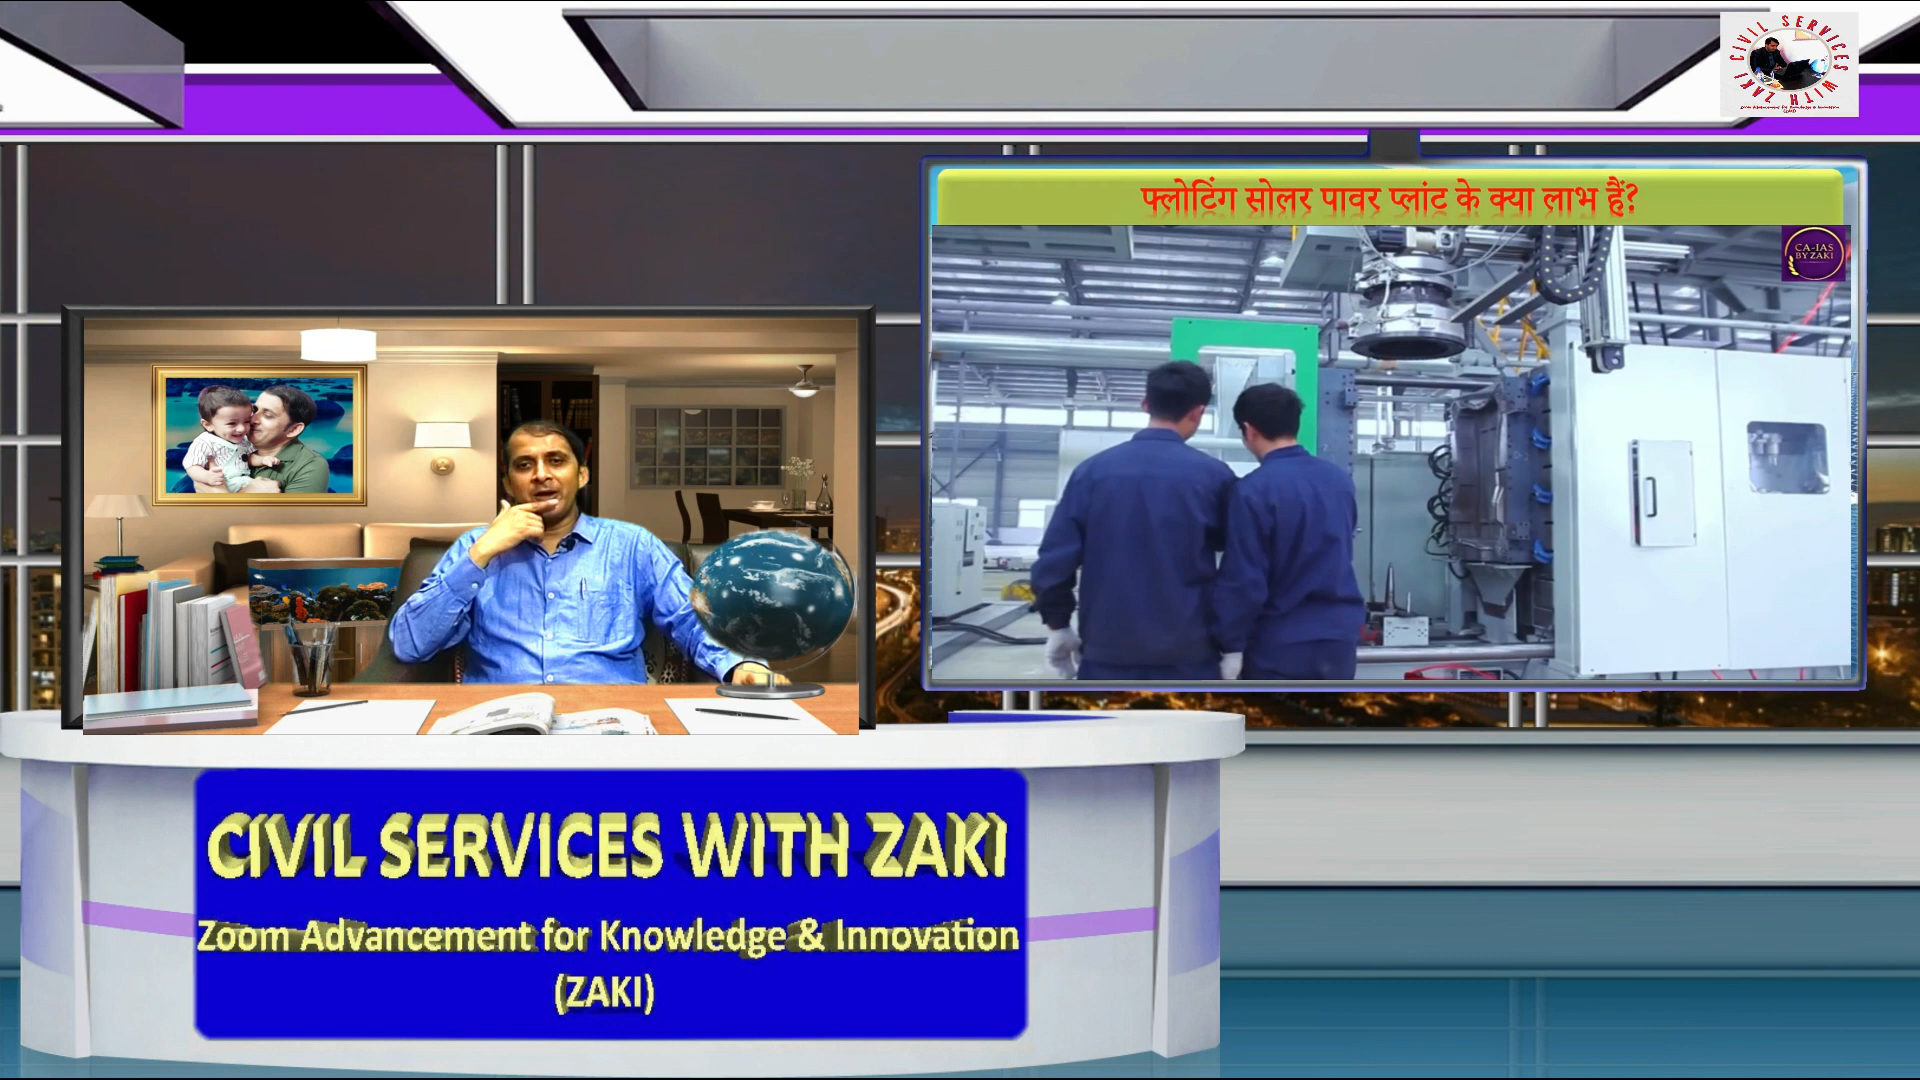 CIVIL SERVICES WITH ZAKI
फ्लोटिंग सोलर पावर प्लांट के क्या लाभ हैं?
CA-IAS
BY ZAKI
CIVIL SERVICES WITH ZAKI
Zoom Advancement for Knowledge & Innovation
(ZAKI)